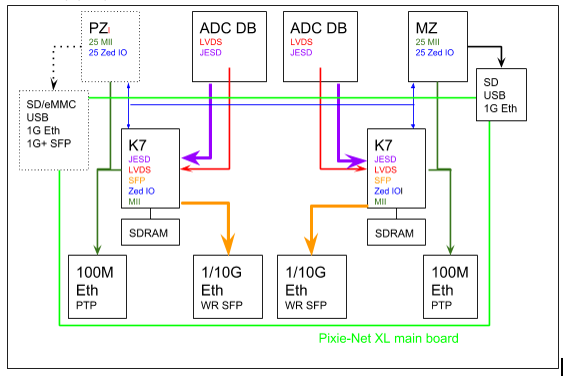 PZ
25 MII
25 Zed IO
ADC DB
LVDS
JESD
ADC DB
LVDS
JESD
MZ
25 MII
25 Zed IO
SD/eMMC
USB
1G Eth
1G+ SFP
SD
USB
1G Eth
K7
JESD
LVDS
SFP
Zed IO
MII
K7
JESD
LVDS
SFP
Zed IOI
MII
SDRAM
SDRAM
100M
Eth
PTP
1/10G
Eth
WR SFP
1/10G
Eth
WR SFP
100M
Eth
PTP
Pixie-Net XL main board